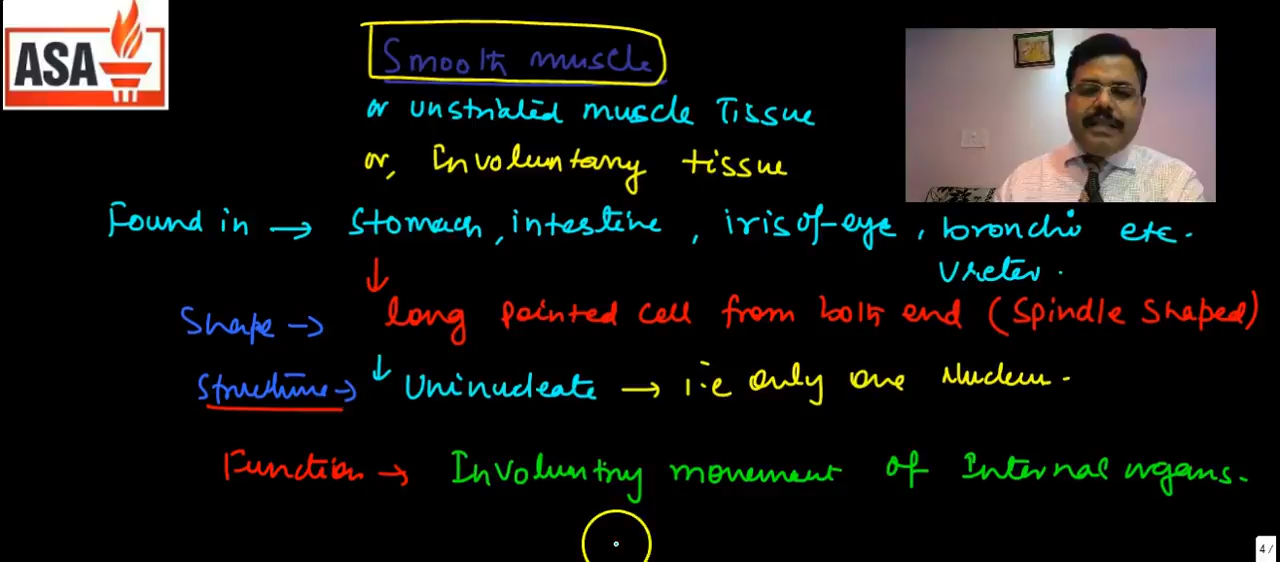 ASA
Smooth muscle
or unstriated muscle Tissue
or, Involuntary tissue
Found in → Stomach, intestine, iris of-eye, bronchi etc.
Ureter.
↓
Shape → long pointed cell from both end (Spindle Shaped)
Structure → ↓ Uninucleate → i.e only one Nucleus.
Function → Involuntry movement of Internal organs.
4 /